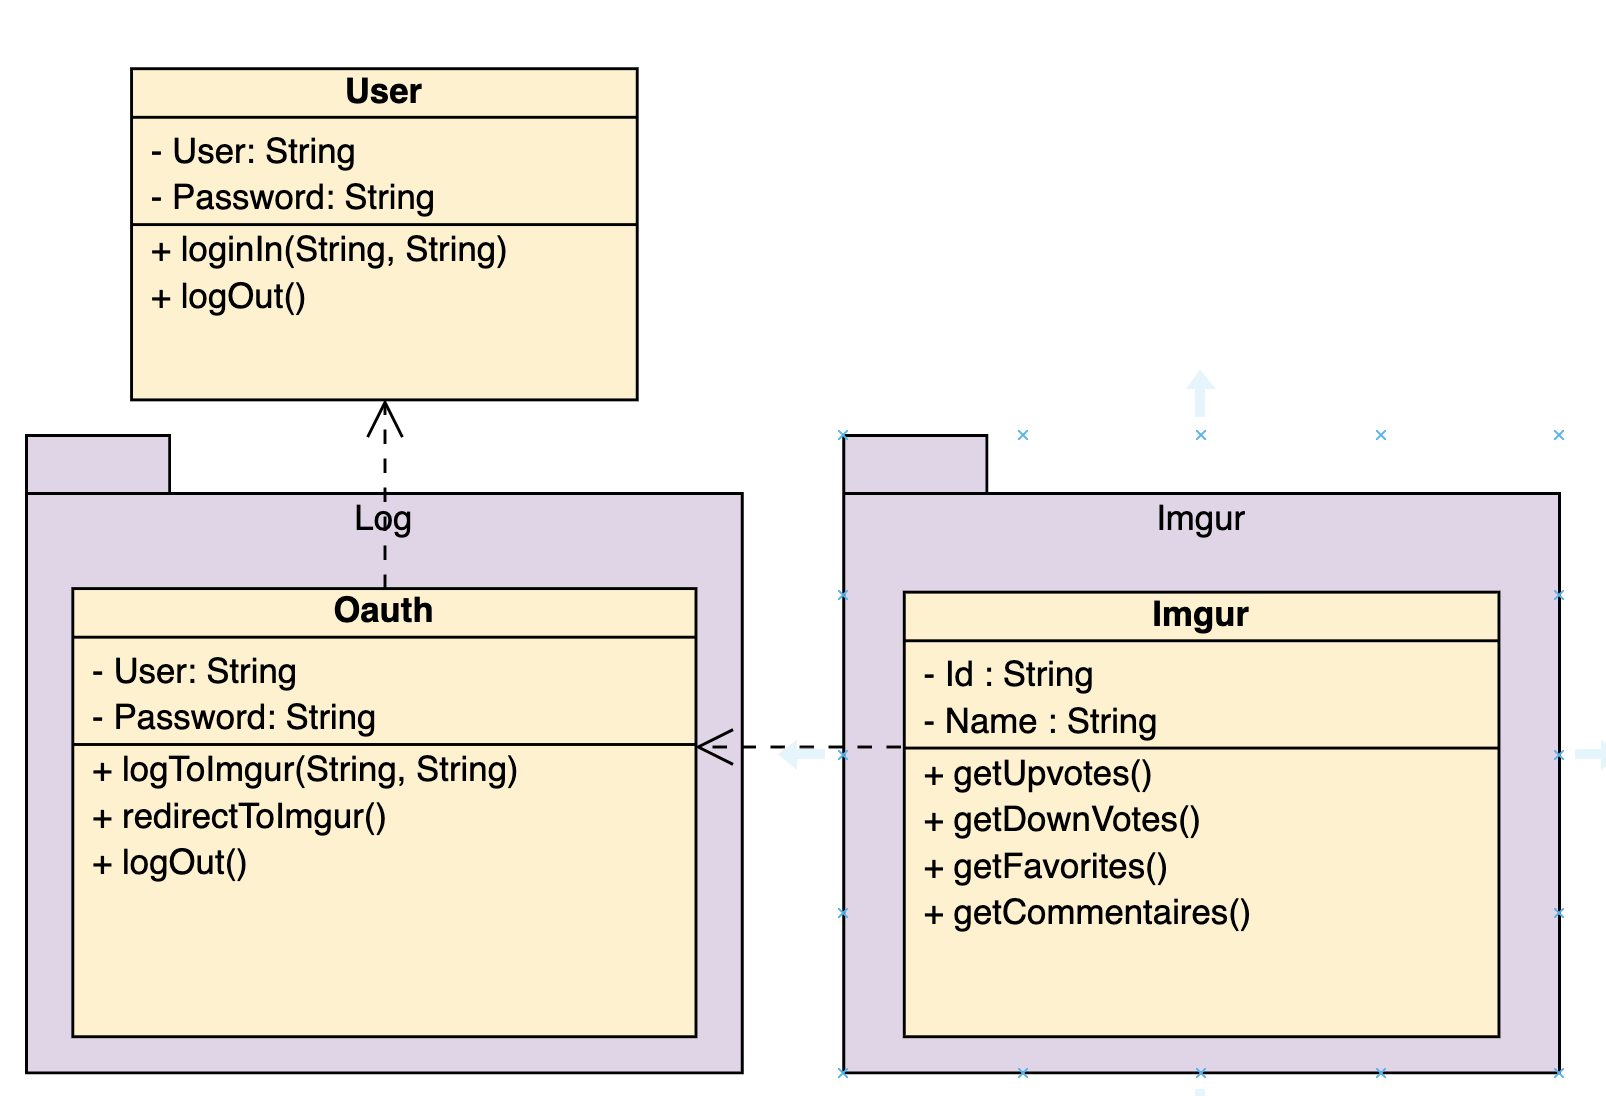 User
- User: String
- Password: String
+ loginIn(String, String)
+ logOut()
Log
Oauth
- User: String
- Password: String
+ logToImgur(String, String)
+ redirectToImgur()
+ logOut()
Imgur
Imgur
- Id : String
- Name : String
+ getUpvotes()
+ getDownVotes()
+ getFavorites()
+ getCommentaires()